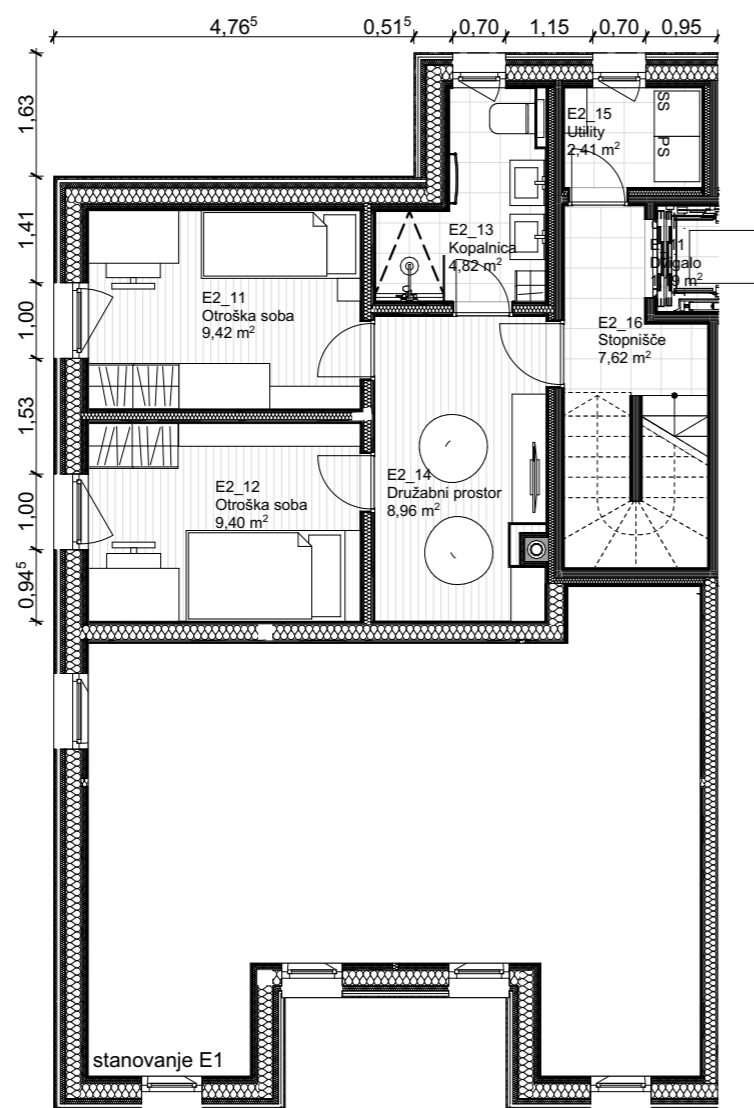 4,76⁵ 0,51⁵ 0,70 1,15 0,70 0,95
1,63
1,41
1,00
1,53
1,00
0,94⁵
E2_15
Utility
2,41 m²
SS
PS
E2_13
Kopalnica
4,82 m²
E2_11
Otroška soba
9,42 m²
E2_16
Stopnišče
7,62 m²
E2_12
Otroška soba
9,40 m²
E2_14
Družabni prostor
8,96 m²
stanovanje E1